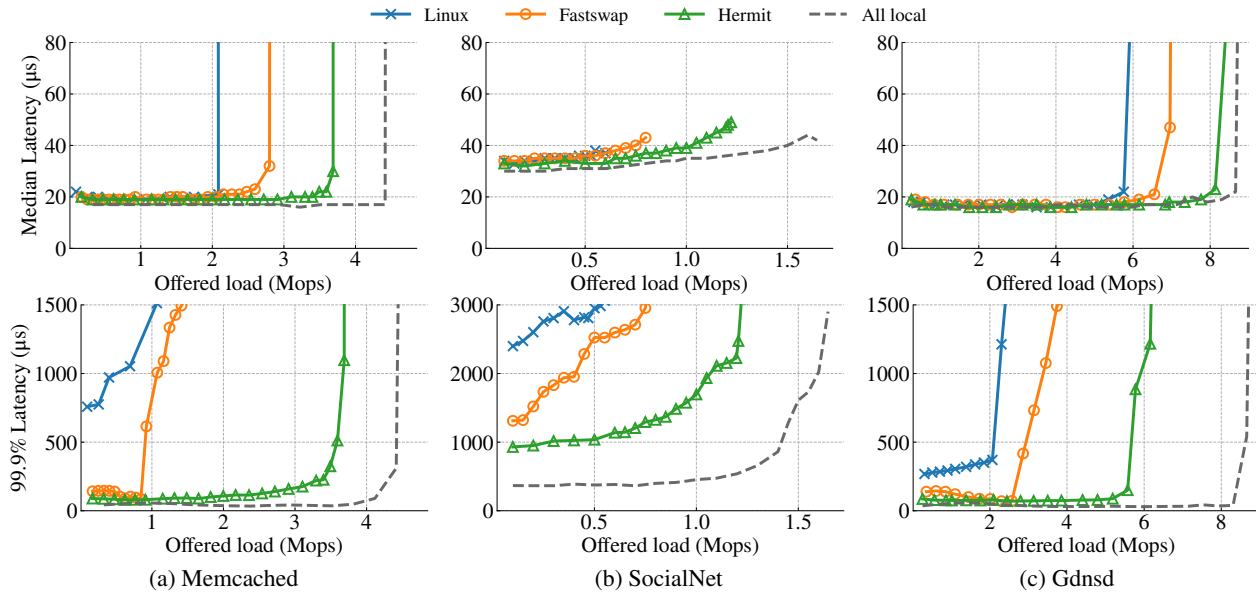 Linux Fastswap Hermit All local
Median Latency (μs)
80
60
40
20
0
1 2 3 4
Offered load (Mops)
80
60
40
20
0
0.5 1.0 1.5
Offered load (Mops)
80
60
40
20
0
2 4 6 8
Offered load (Mops)
99.9% Latency (μs)
1500
1000
500
0
1 2 3 4
Offered load (Mops)
(a) Memcached
3000
2000
1000
0
0.5 1.0 1.5
Offered load (Mops)
(b) SocialNet
1500
1000
500
0
2 4 6 8
Offered load (Mops)
(c) Gdnsd